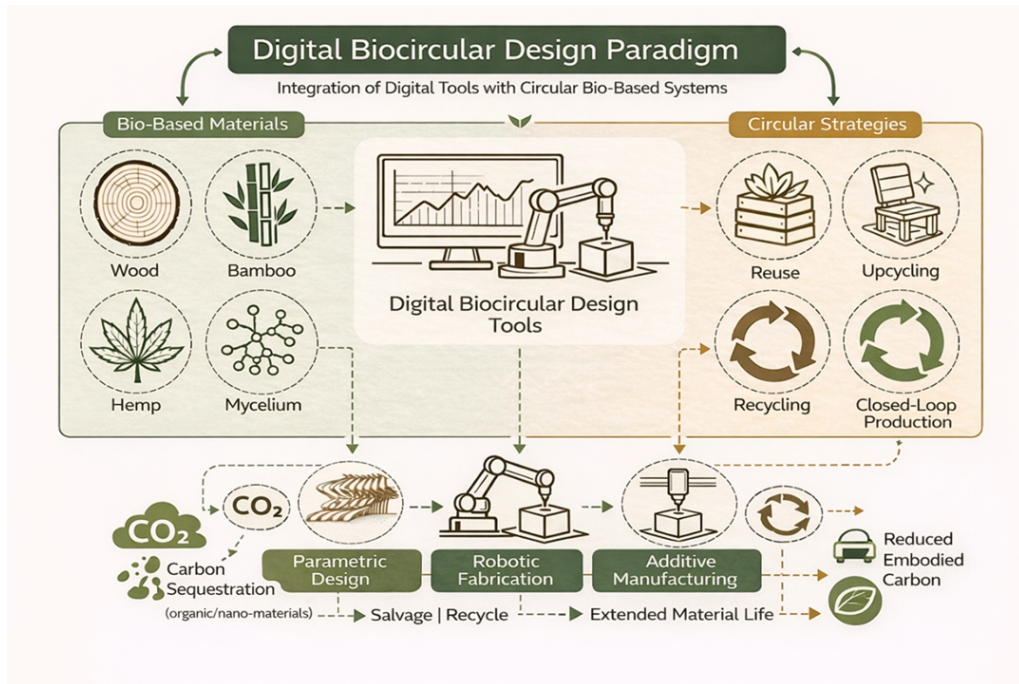 Digital Biocircular Design Paradigm
Integration of Digital Tools with Circular Bio-Based Systems
Bio-Based Materials
Circular Strategies
Wood
Bamboo
Hemp
Mycelium
Digital Biocircular Design
Tools
Reuse
Upcycling
Recycling
Closed-Loop
Production
CO₂
CO₂
Carbon
Sequestration
(organic/nano-materials)
Parametric
Design
Robotic
Fabrication
Additive
Manufacturing
Salvage | Recycle
Extended Material Life
Reduced
Embodied
Carbon